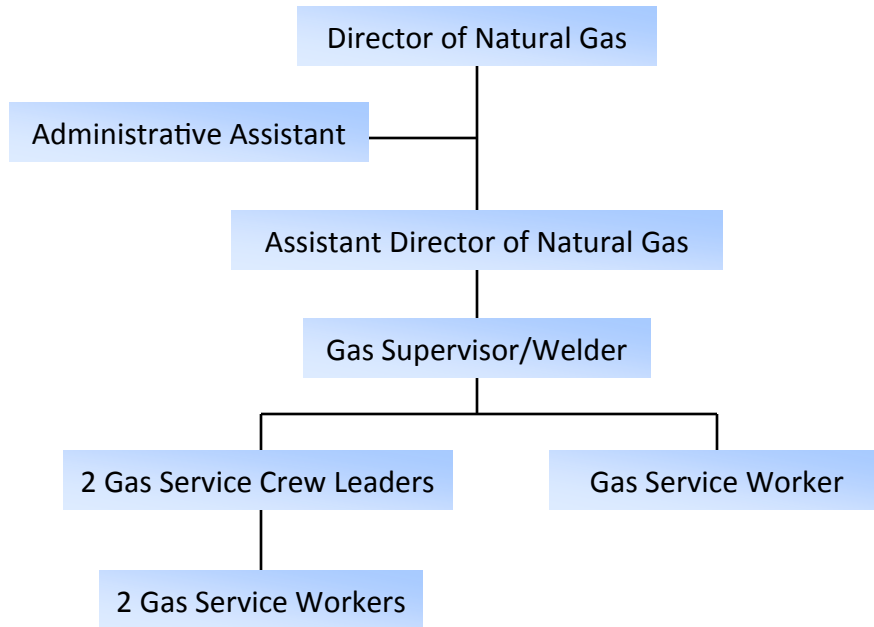 Director of Natural Gas
Administrative Assistant
Assistant Director of Natural Gas
Gas Supervisor/Welder
2 Gas Service Crew Leaders
Gas Service Worker
2 Gas Service Workers